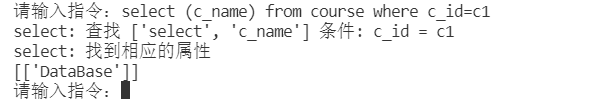 请输入指令：select (c_name) from course where c_id=c1
select: 查找 ['select', 'c_name'] 条件: c_id = c1
select: 找到相应的属性
[['DataBase']]
请输入指令：